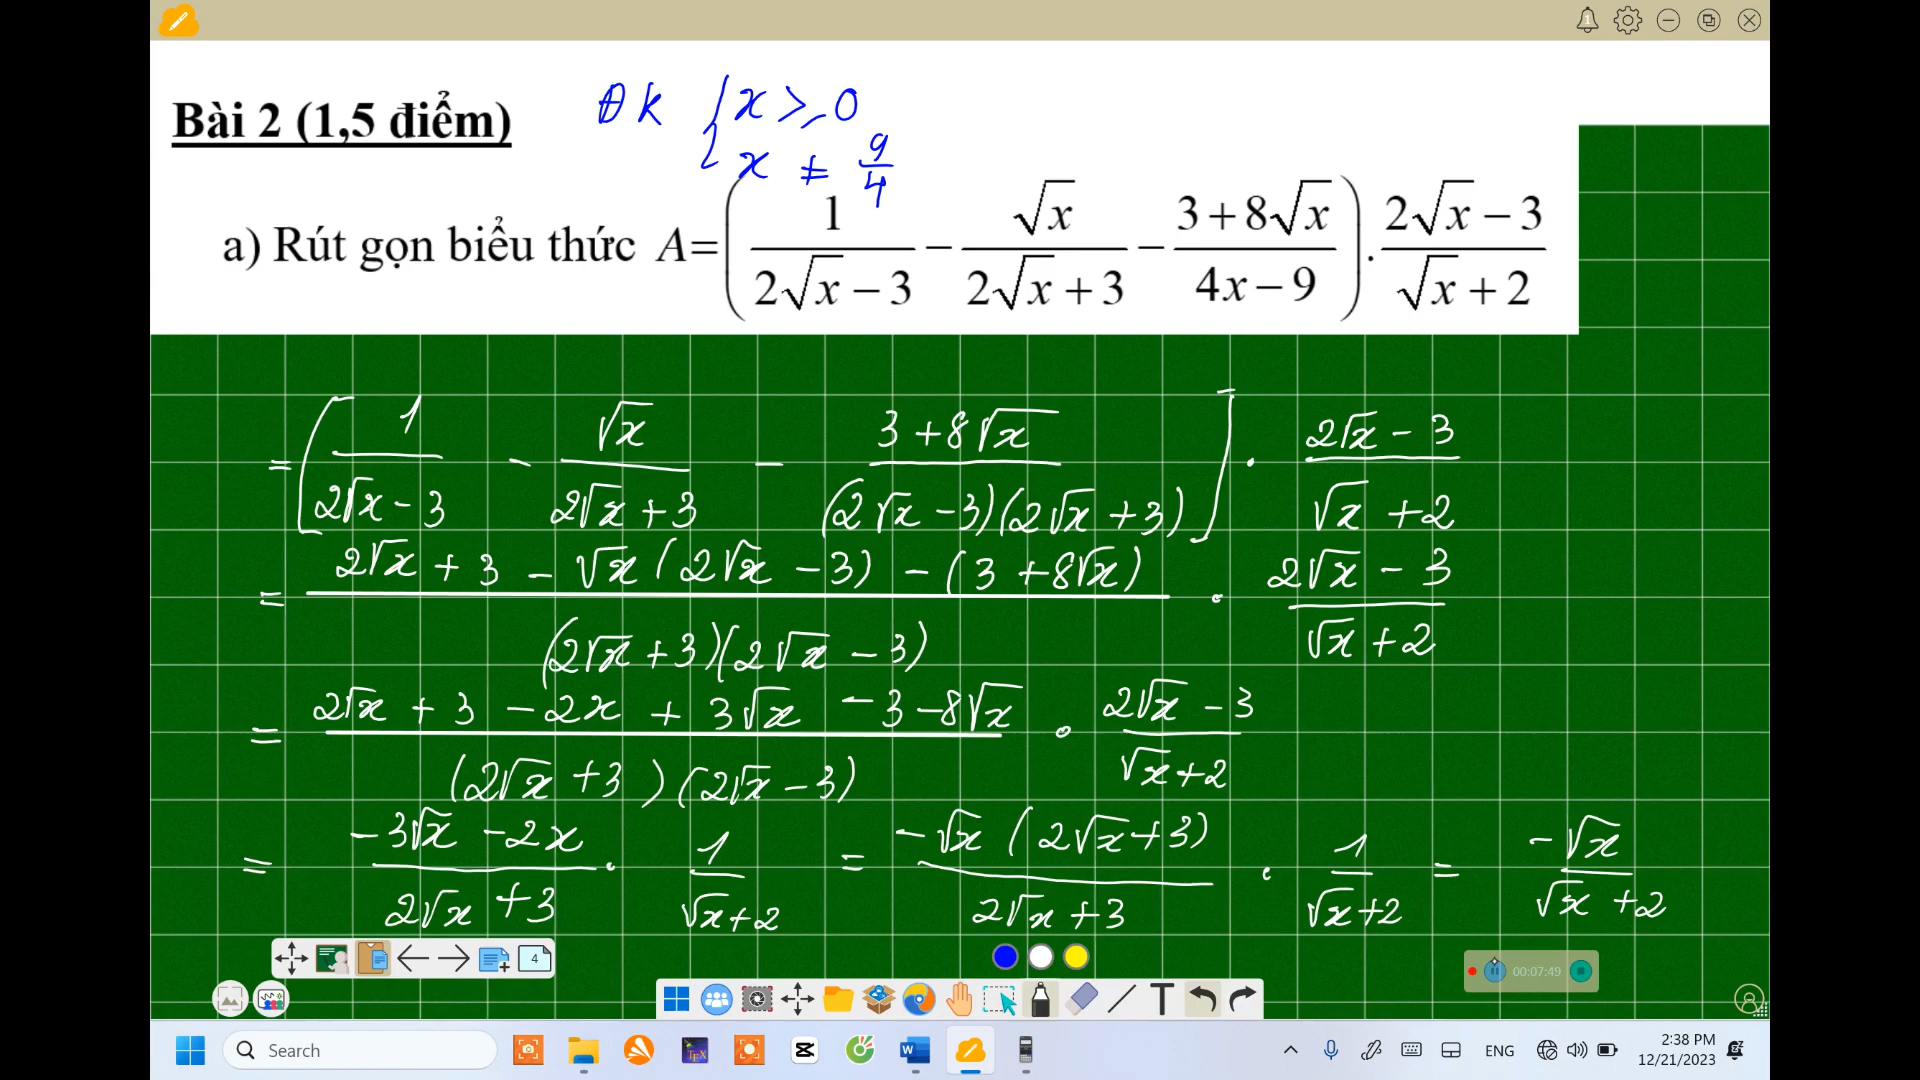 Bài 2 (1,5 điểm)
ĐK { x ≥ 0
x ≠ 9/4
a) Rút gọn biểu thức A=(1/(2√x − 3) − √x/(2√x + 3) − (3+8√x)/(4x − 9)) . (2√x − 3)/(√x + 2)
= [1/(2√x − 3) − √x/(2√x + 3) − (3 + 8√x)/((2√x − 3)(2√x + 3))] . (2√x − 3)/(√x + 2)
= (2√x + 3 − √x(2√x − 3) − (3 + 8√x))/((2√x + 3)(2√x − 3)) . (2√x − 3)/(√x + 2)
= (2√x + 3 − 2x + 3√x − 3 − 8√x)/((2√x + 3)(2√x − 3)) . (2√x − 3)/(√x + 2)
= (−3√x − 2x)/(2√x + 3) . 1/(√x + 2) = −√x(2√x + 3)/(2√x + 3) . 1/(√x + 2) = −√x/(√x + 2)
4
00:07:49
Search
ENG
2:38 PM
12/21/2023